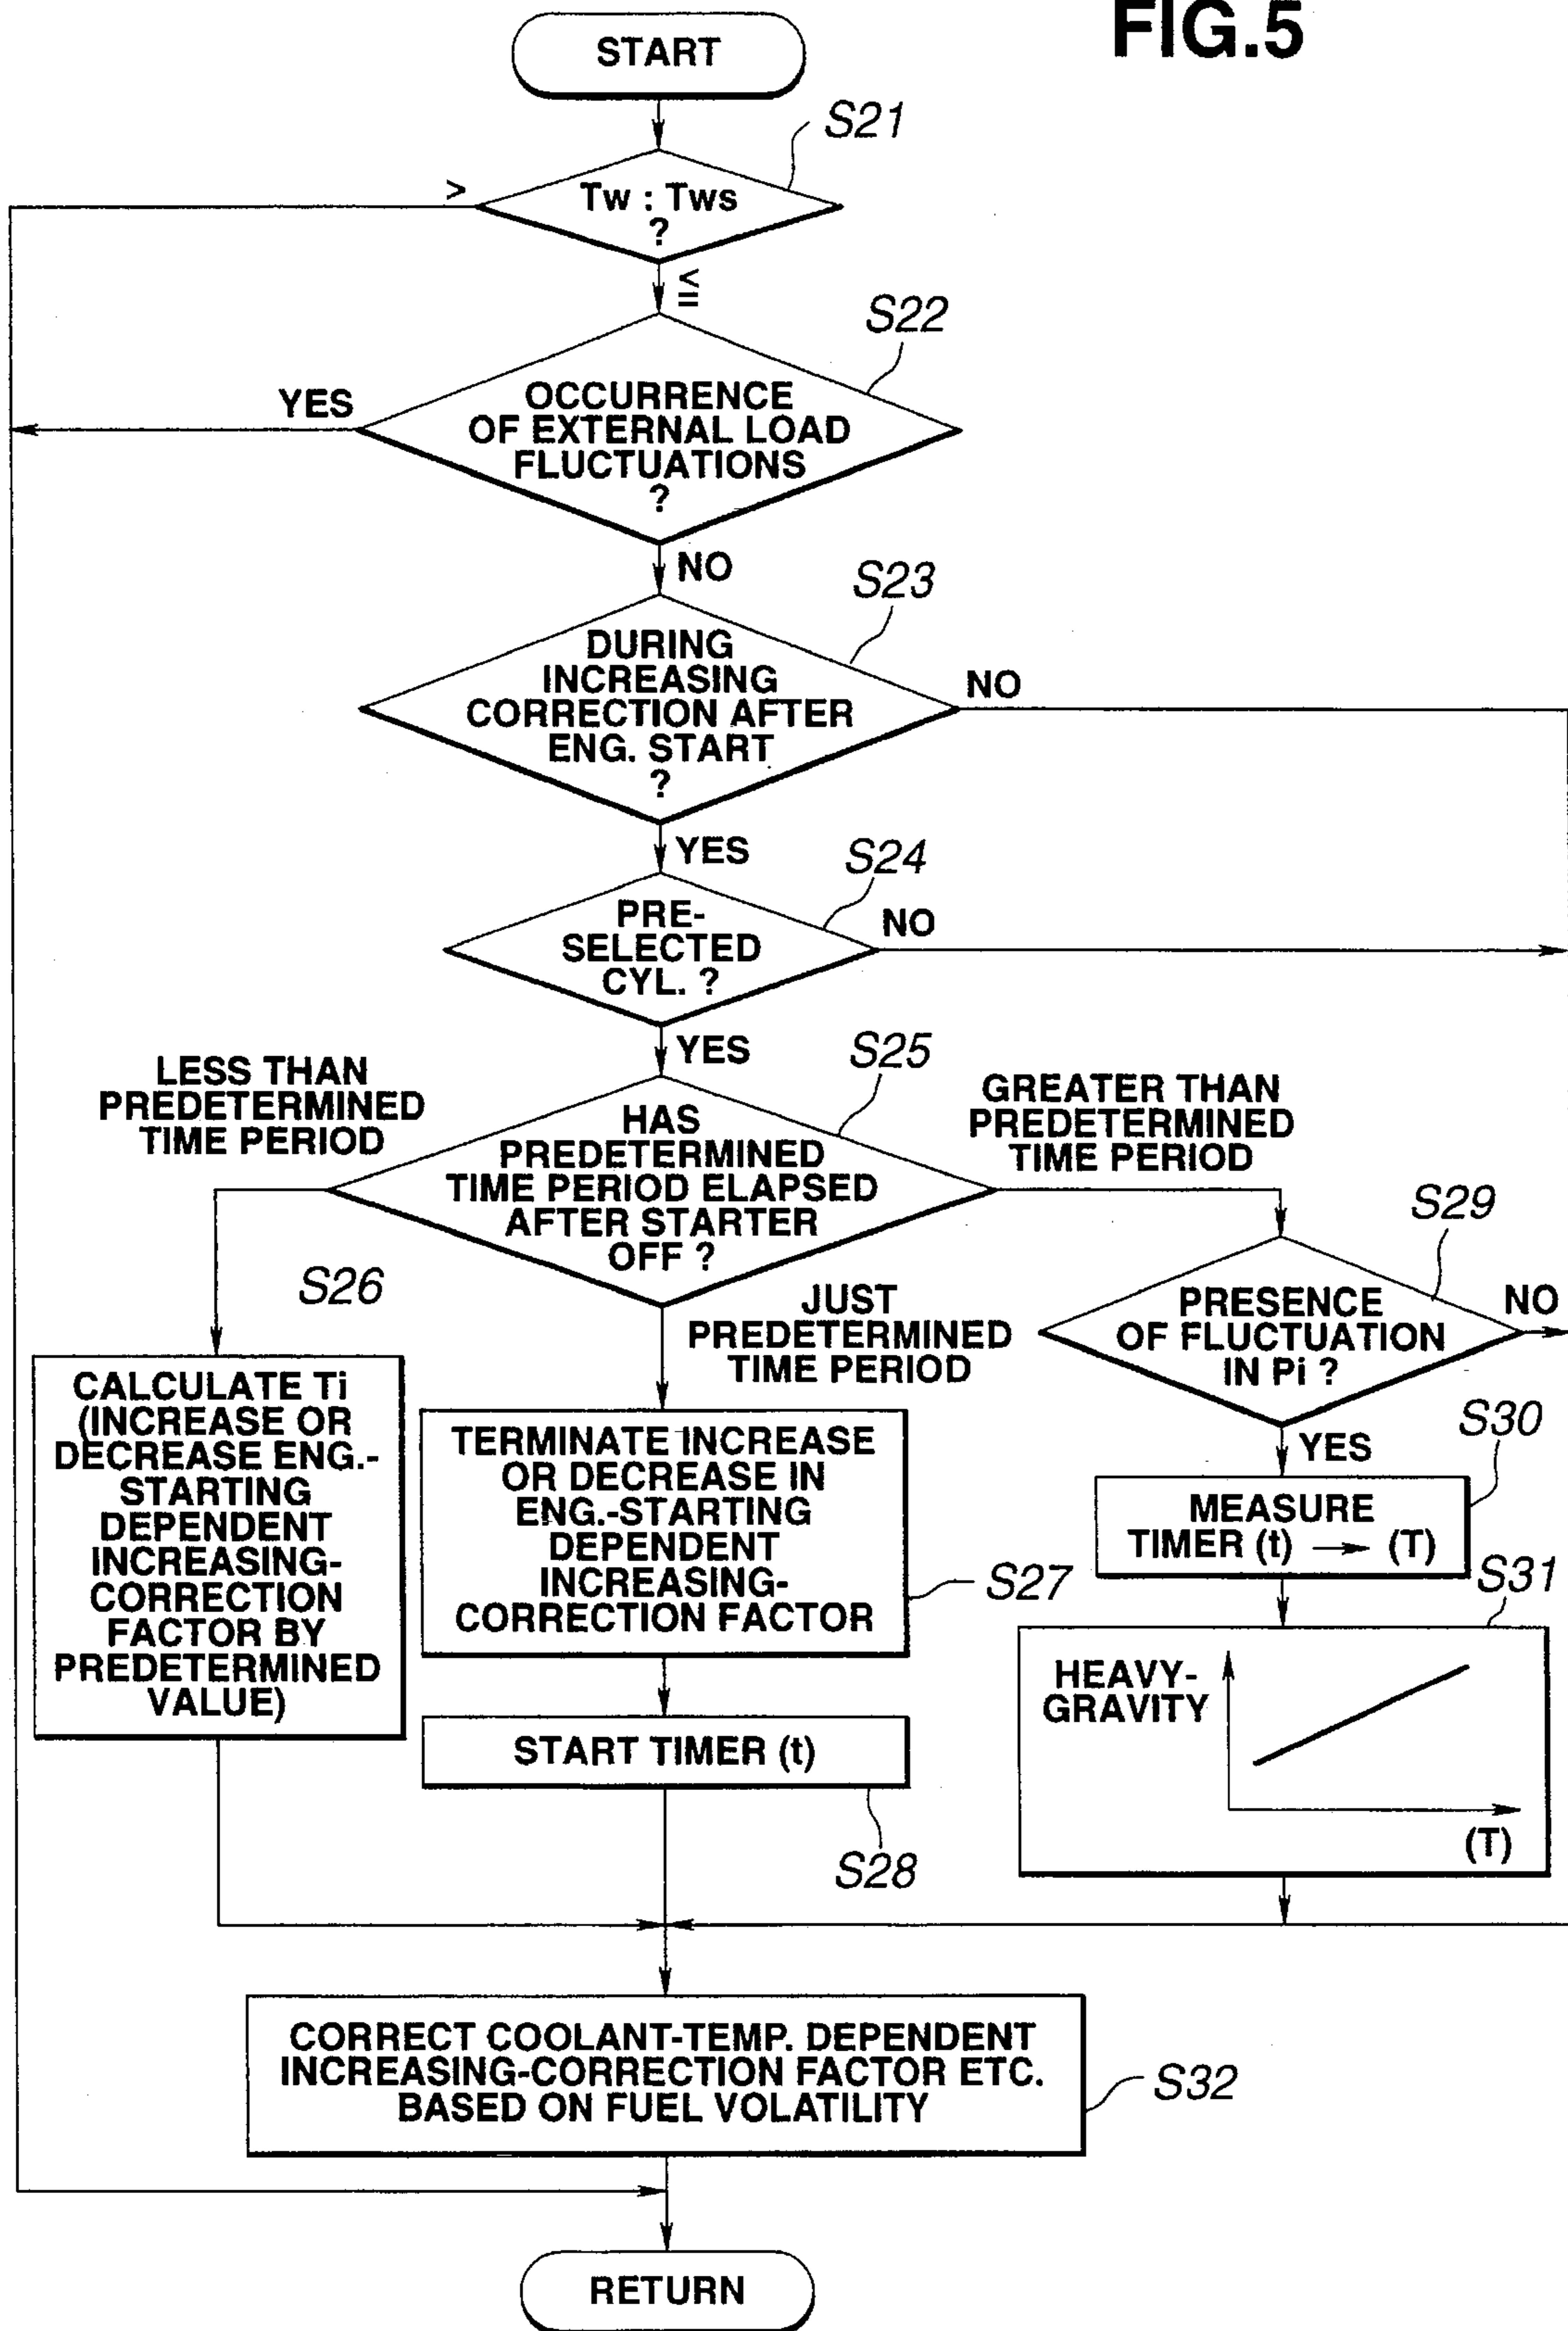 FIG.5
START
S21
>
Tw : Tws
?
≦
S22
YES
OCCURRENCE
OF EXTERNAL LOAD
FLUCTUATIONS
?
NO
S23
DURING
INCREASING
CORRECTION AFTER
ENG. START
?
NO
YES
S24
PRE-
SELECTED
CYL. ?
NO
YES
S25
LESS THAN
PREDETERMINED
TIME PERIOD
HAS
PREDETERMINED
TIME PERIOD ELAPSED
AFTER STARTER
OFF ?
GREATER THAN
PREDETERMINED
TIME PERIOD
S26
JUST
PREDETERMINED
TIME PERIOD
S29
PRESENCE
OF FLUCTUATION
IN Pi ?
NO
YES
CALCULATE Ti
(INCREASE OR
DECREASE ENG.-
STARTING
DEPENDENT
INCREASING-
CORRECTION
FACTOR BY
PREDETERMINED
VALUE)
TERMINATE INCREASE
OR DECREASE IN
ENG.-STARTING
DEPENDENT
INCREASING-
CORRECTION FACTOR
S27
S30
MEASURE
TIMER (t) → (T)
S31
HEAVY-
GRAVITY
(T)
START TIMER (t)
S28
CORRECT COOLANT-TEMP. DEPENDENT
INCREASING-CORRECTION FACTOR ETC.
BASED ON FUEL VOLATILITY
S32
RETURN